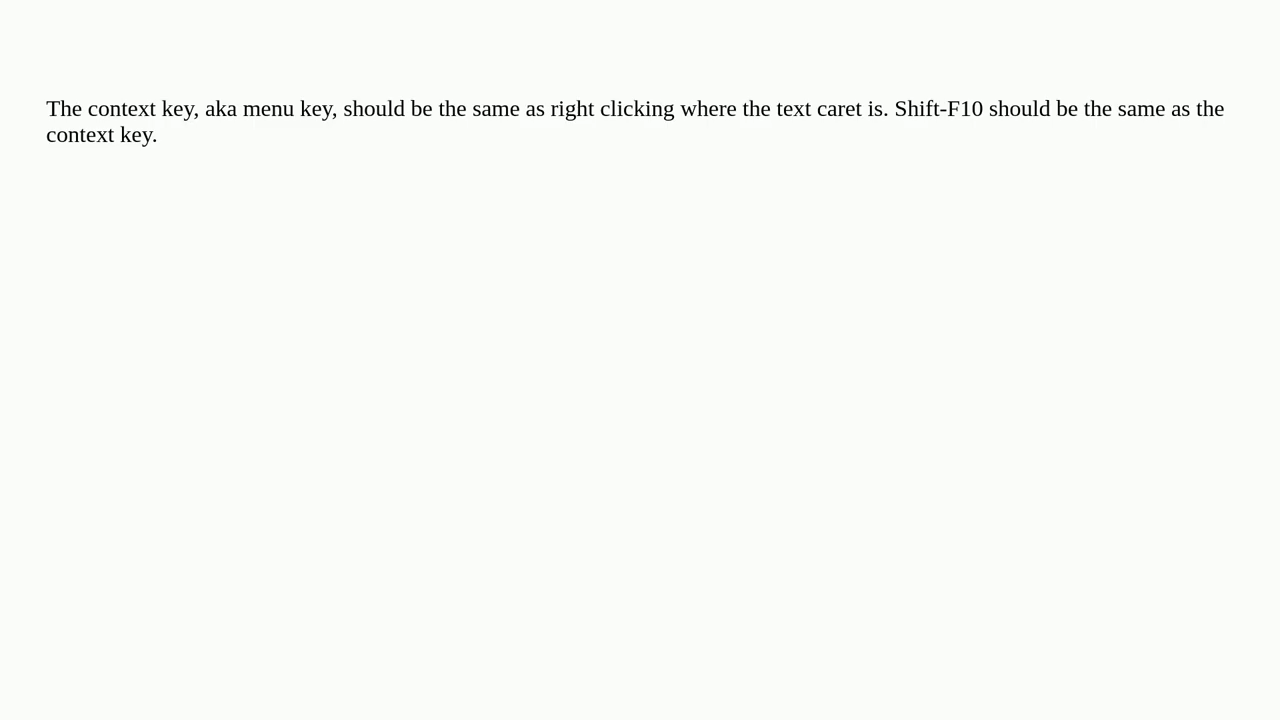 The context key, aka menu key, should be the same as right clicking where the text caret is. Shift-F10 should be the same as the
context key.